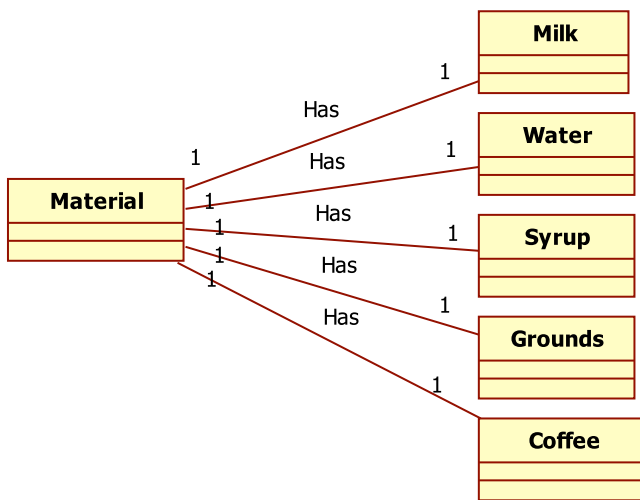 Milk
1
Has
1
Water
1
Has
1
Material
Syrup
1
Has
1
Grounds
1
Has
1
Coffee
1
Has
1